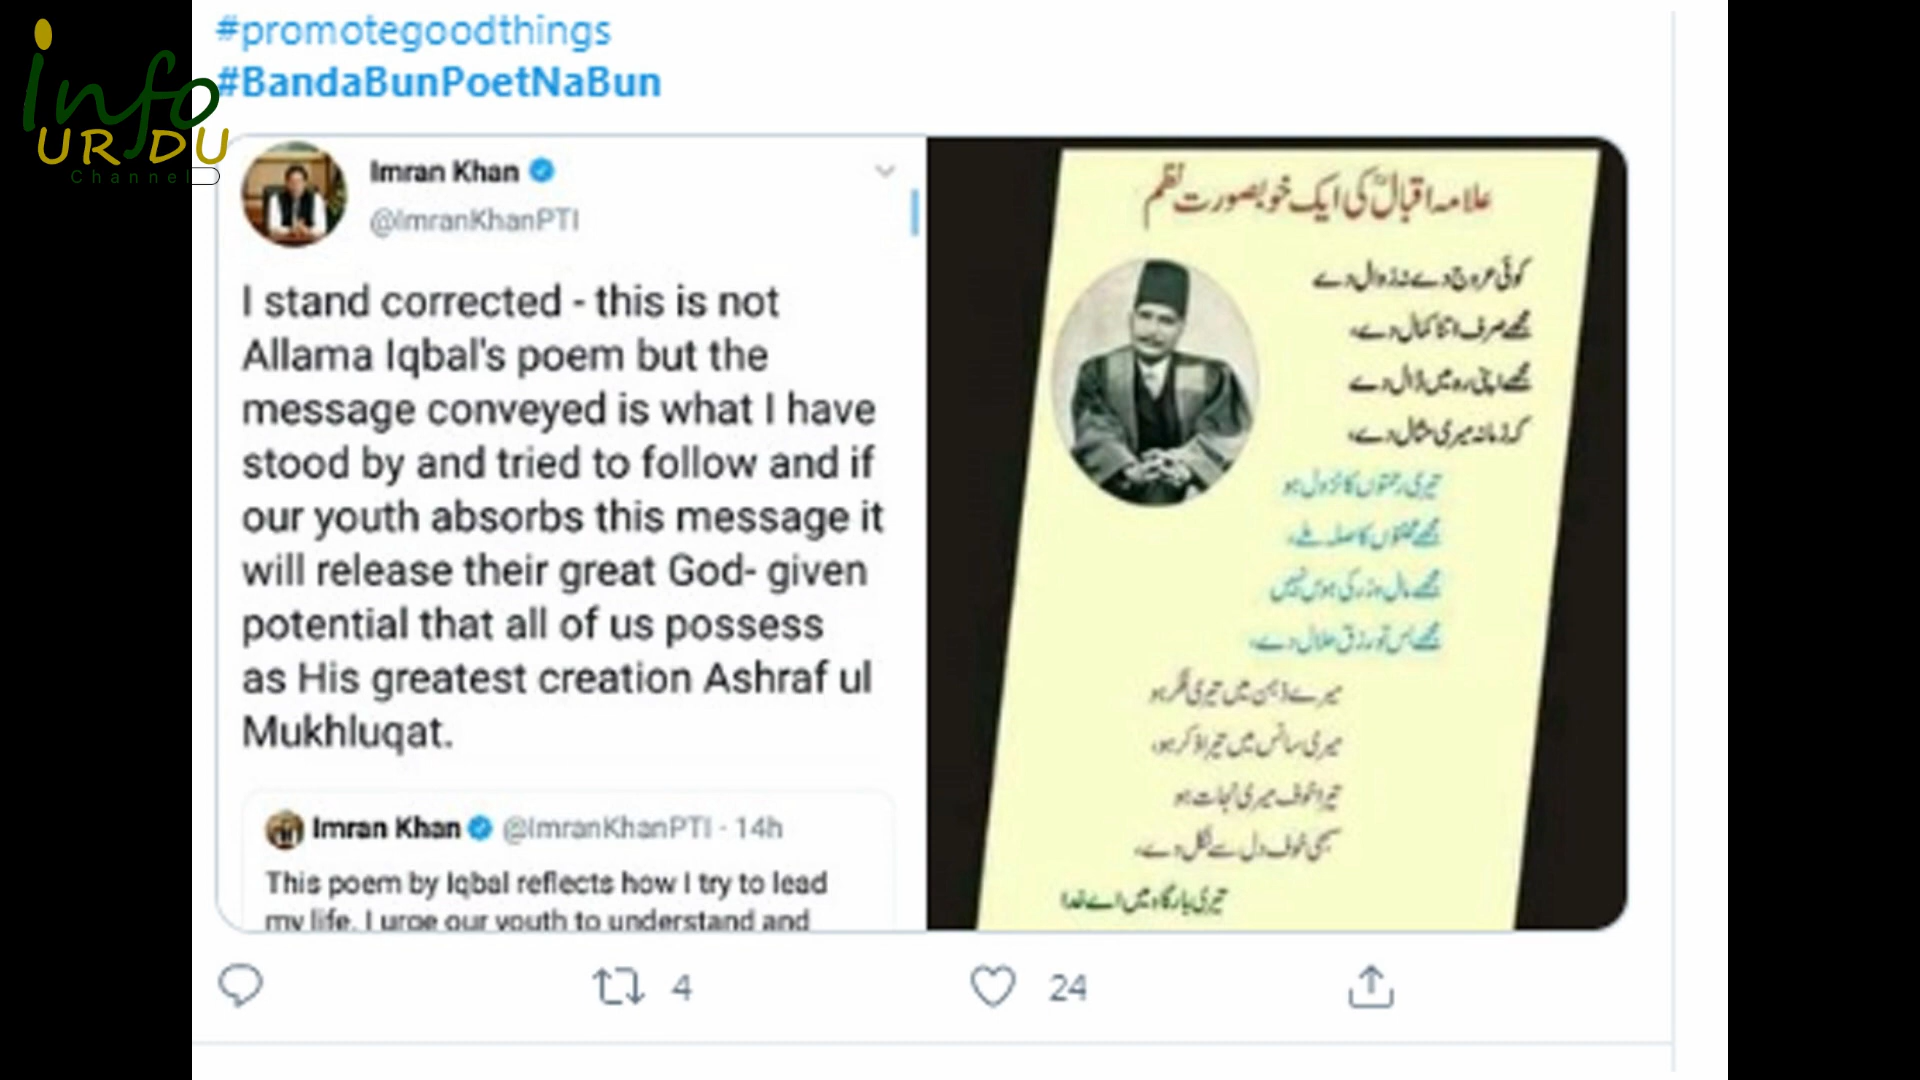 #promotegoodthings
#BandaBunPoetNaBun
info
URDU
Channel
Imran Khan
@ImranKhanPTI
I stand corrected - this is not
Allama Iqbal's poem but the
message conveyed is what I have
stood by and tried to follow and if
our youth absorbs this message it
will release their great God- given
potential that all of us possess
as His greatest creation Ashraf ul
Mukhluqat.
Imran Khan @ImranKhanPTI · 14h
This poem by Iqbal reflects how I try to lead
my life. I urge our youth to understand and
علامہ اقبالؒ کی ایک خوبصورت نظم
کوئی عروج دے نہ زوال دے
مجھے صرف اتنا کمال دے،
مجھے اپنی رہ میں ڈال دے
کہ زمانہ میری مثال دے،
تیری رحمتوں کا نزول ہو
مجھے محنتوں کا صلہ ملے،
مجھے مال و زر کی ہوس نہیں
مجھے بس تو رزق حلال دے،
میرے ذہن میں تیری فکر ہو
میری سانس میں تیرا ذکر ہو،
تیرا خوف میری نجات ہو
سبھی خوف دل سے نکل دے،
تیری بارگاہ میں اے خدا
4
24